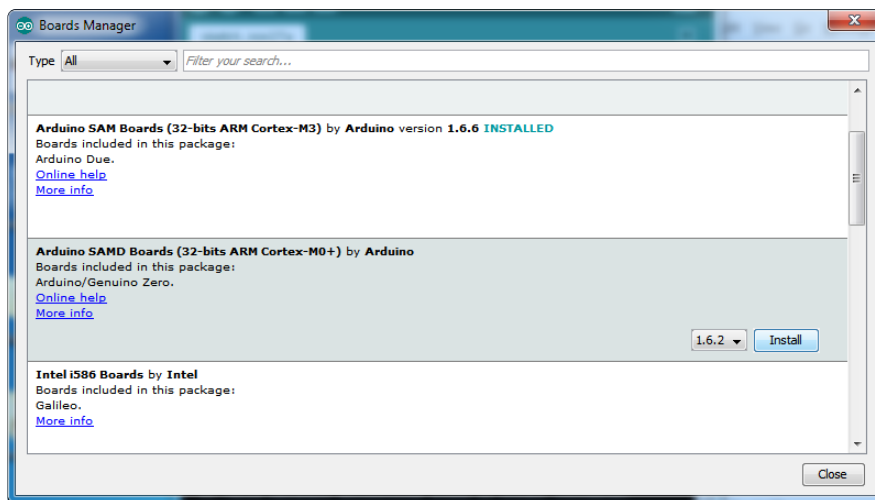 Boards Manager
Type All Filter your search...
Arduino SAM Boards (32-bits ARM Cortex-M3) by Arduino version 1.6.6 INSTALLED
Boards included in this package:
Arduino Due.
Online help
More info
Arduino SAMD Boards (32-bits ARM Cortex-M0+) by Arduino
Boards included in this package:
Arduino/Genuino Zero.
Online help
More info
1.6.2 Install
Intel i586 Boards by Intel
Boards included in this package:
Galileo.
More info
Close